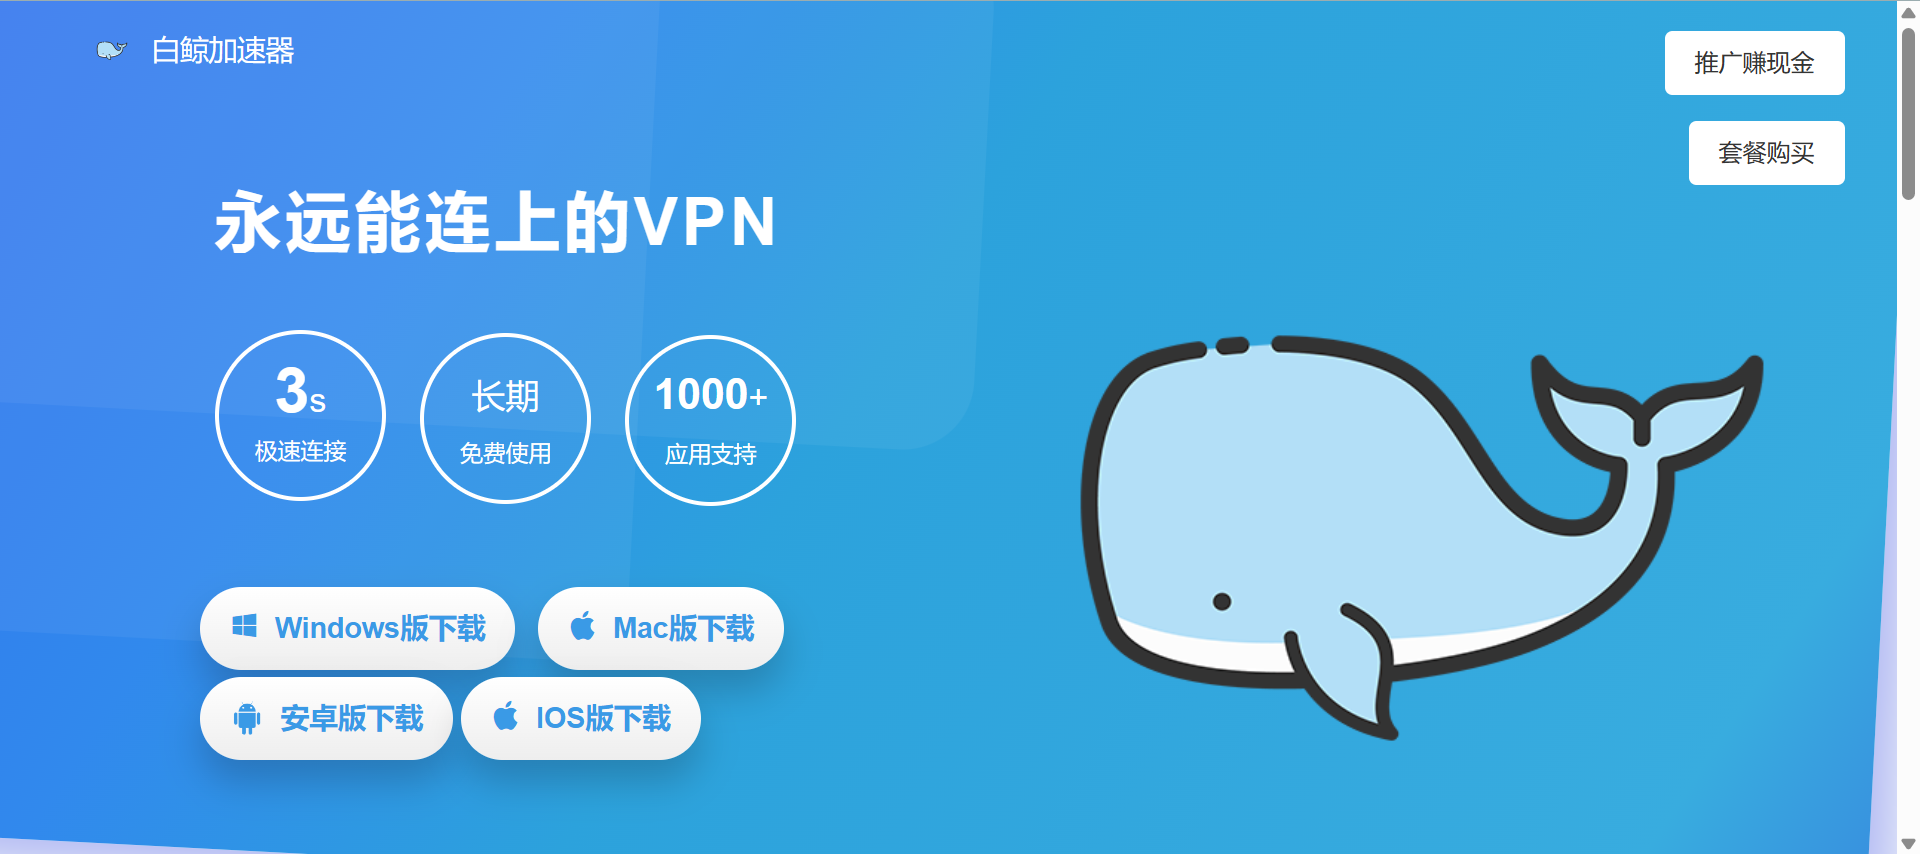 白鲸加速器
推广赚现金
套餐购买
永远能连上的VPN
3s
极速连接
长期
免费使用
1000+
应用支持
Windows版下载
Mac版下载
安卓版下载
IOS版下载